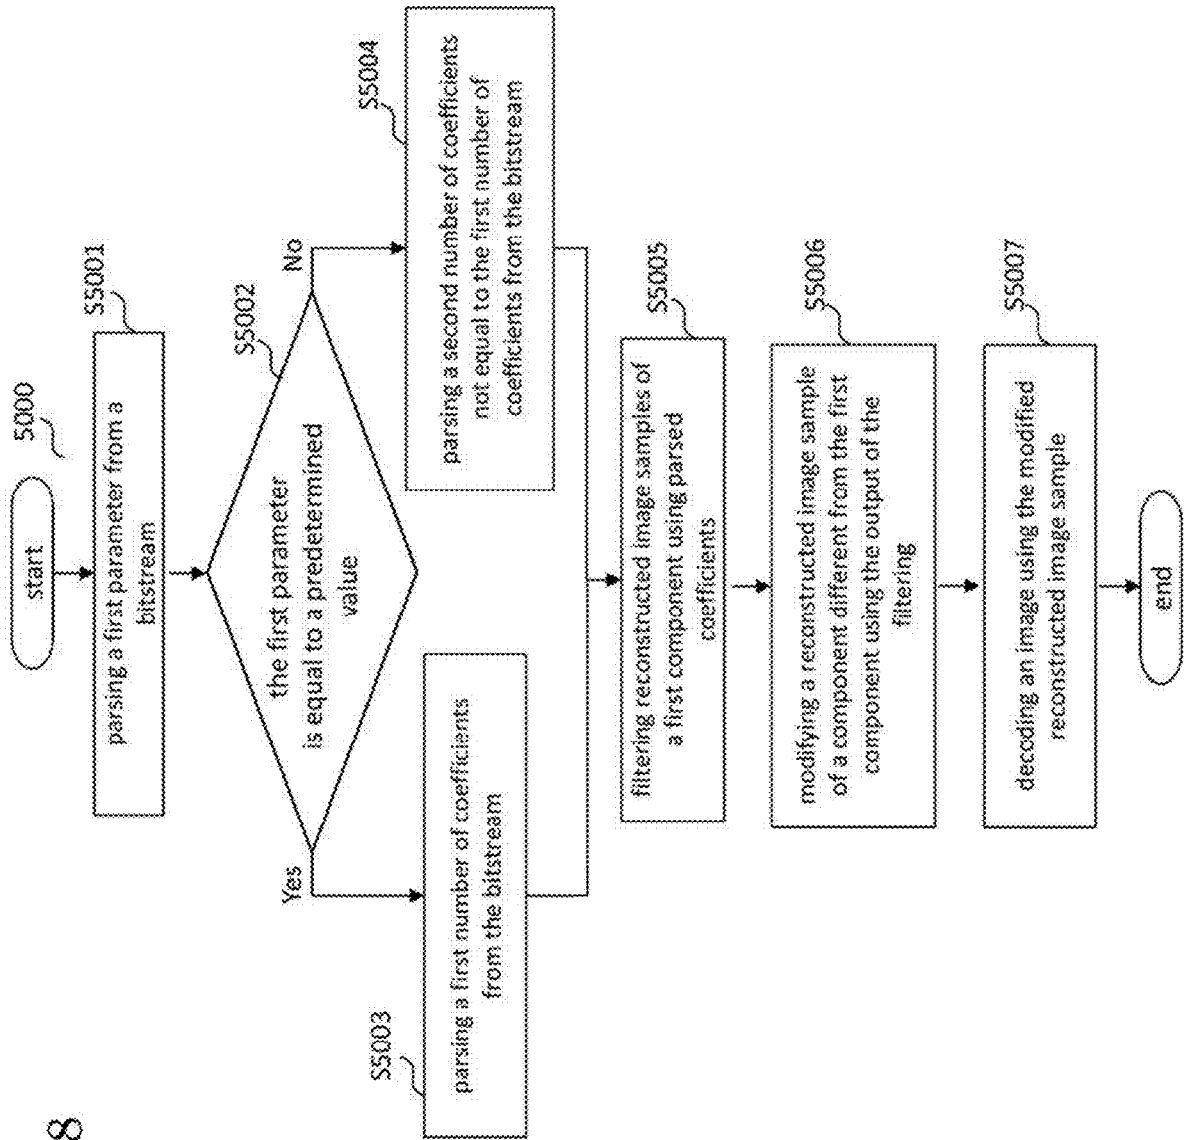 8
start
5000
parsing a first parameter from a
bitstream
S5001
the first parameter
is equal to a predetermined
value
S5002
Yes
No
parsing a first number of coefficients
from the bitstream
S5003
parsing a second number of coefficients
not equal to the first number of
coefficients from the bitstream
S5004
filtering reconstructed image samples of
a first component using parsed
coefficients
S5005
modifying a reconstructed image sample
of a component different from the first
component using the output of the
filtering
S5006
decoding an image using the modified
reconstructed image sample
S5007
end